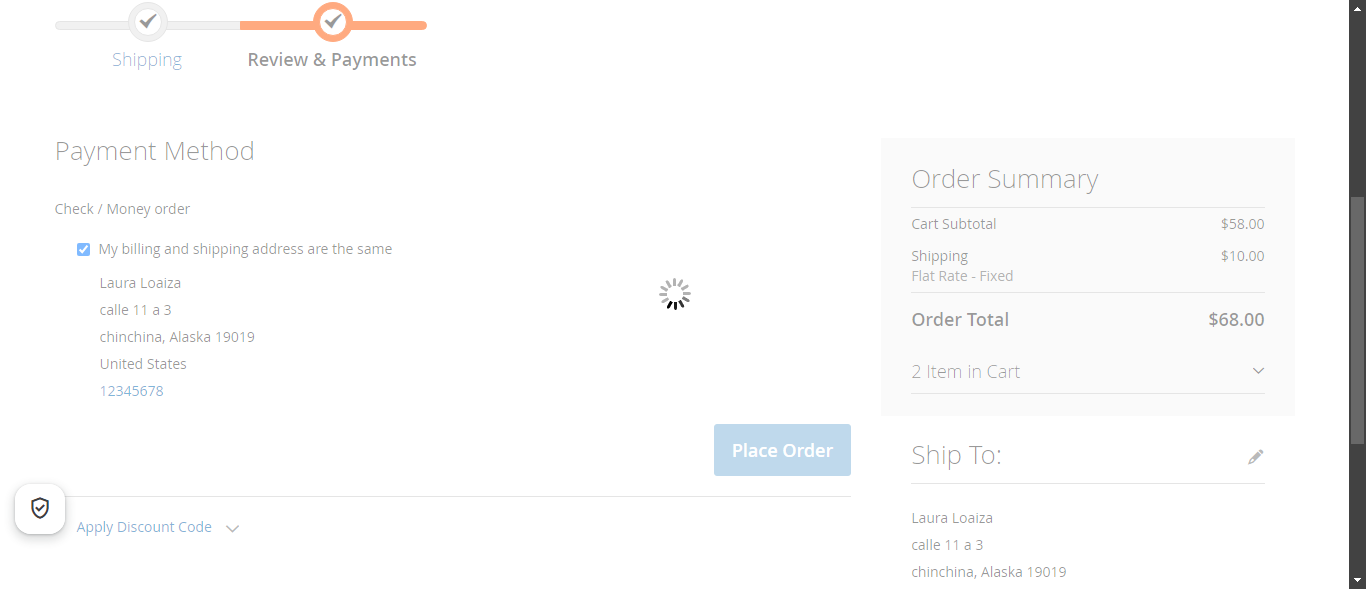 Shipping
Review & Payments
Payment Method
Check / Money order
My billing and shipping address are the same
Laura Loaiza
calle 11 a 3
chinchina, Alaska 19019
United States
12345678
Place Order
Apply Discount Code
Order Summary
Cart Subtotal $58.00
Shipping $10.00
Flat Rate - Fixed
Order Total $68.00
2 Item in Cart
Ship To:
Laura Loaiza
calle 11 a 3
chinchina, Alaska 19019